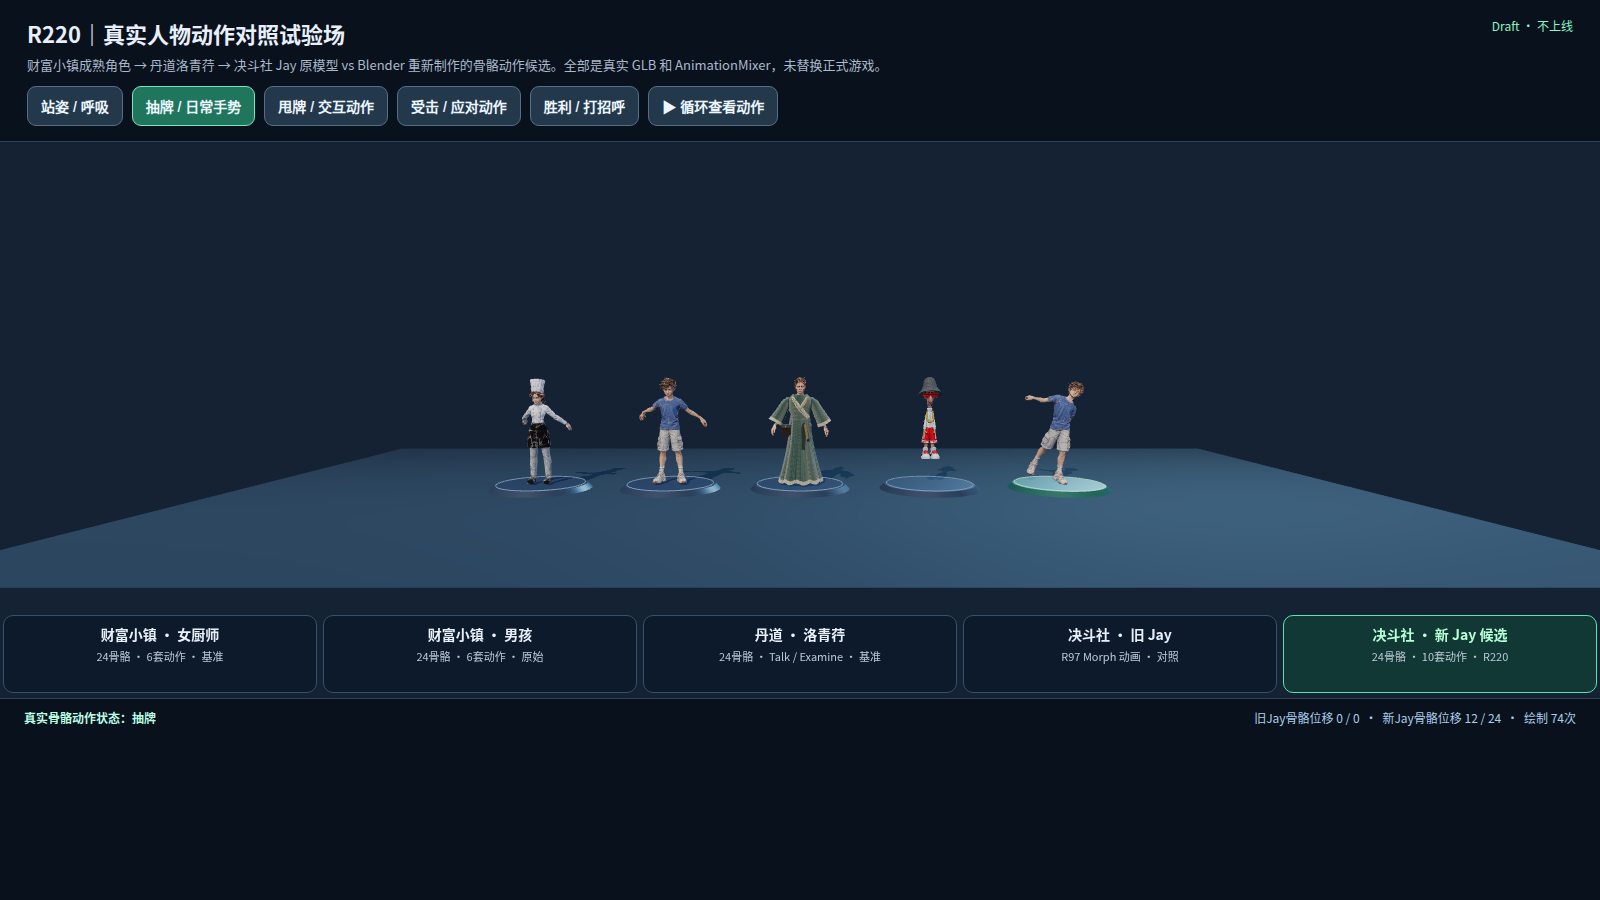 R220｜真实人物动作对照试验场
Draft · 不上线
财富小镇成熟角色 → 丹道洛青荇 → 决斗社 Jay 原模型 vs Blender 重新制作的骨骼动作候选。全部是真实 GLB 和 AnimationMixer，未替换正式游戏。
站姿 / 呼吸
抽牌 / 日常手势
甩牌 / 交互动作
受击 / 应对动作
胜利 / 打招呼
▶ 循环查看动作
财富小镇 · 女厨师
24骨骼 · 6套动作 · 基准
财富小镇 · 男孩
24骨骼 · 6套动作 · 原始
丹道 · 洛青荇
24骨骼 · Talk / Examine · 基准
决斗社 · 旧 Jay
R97 Morph 动画 · 对照
决斗社 · 新 Jay 候选
24骨骼 · 10套动作 · R220
真实骨骼动作状态：抽牌
旧Jay骨骼位移 0 / 0 · 新Jay骨骼位移 12 / 24 · 绘制 74次